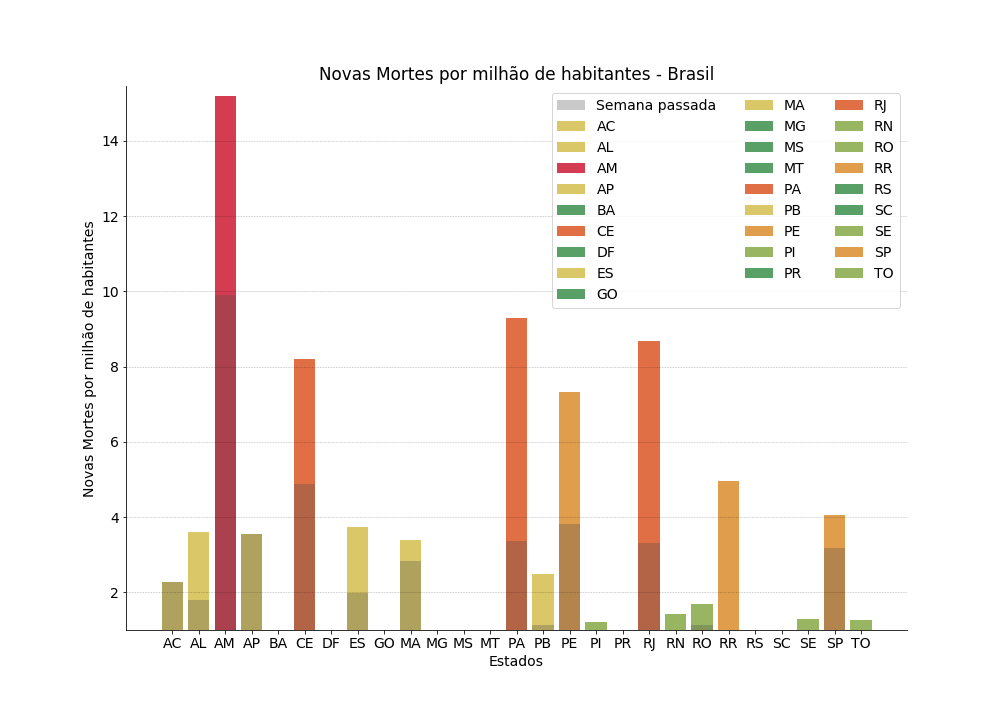 Novas Mortes por milhão de habitantes - Brasil
Novas Mortes por milhão de habitantes
14
12
10
8
6
4
2
Semana passada
AC
AL
AM
AP
BA
CE
DF
ES
GO
MA
MG
MS
MT
PA
PB
PE
PI
PR
RJ
RN
RO
RR
RS
SC
SE
SP
TO
AC AL AM AP BA CE DF ES GO MA MG MS MT PA PB PE PI PR RJ RN RO RR RS SC SE SP TO
Estados